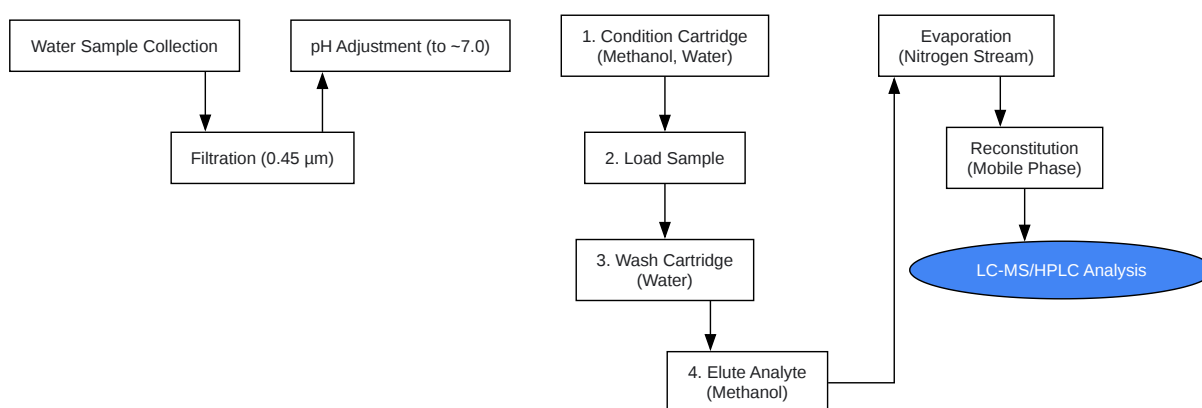 Water Sample Collection
Filtration (0.45 µm)
pH Adjustment (to ~7.0)
1. Condition Cartridge
(Methanol, Water)
2. Load Sample
3. Wash Cartridge
(Water)
4. Elute Analyte
(Methanol)
Evaporation
(Nitrogen Stream)
Reconstitution
(Mobile Phase)
LC-MS/HPLC Analysis